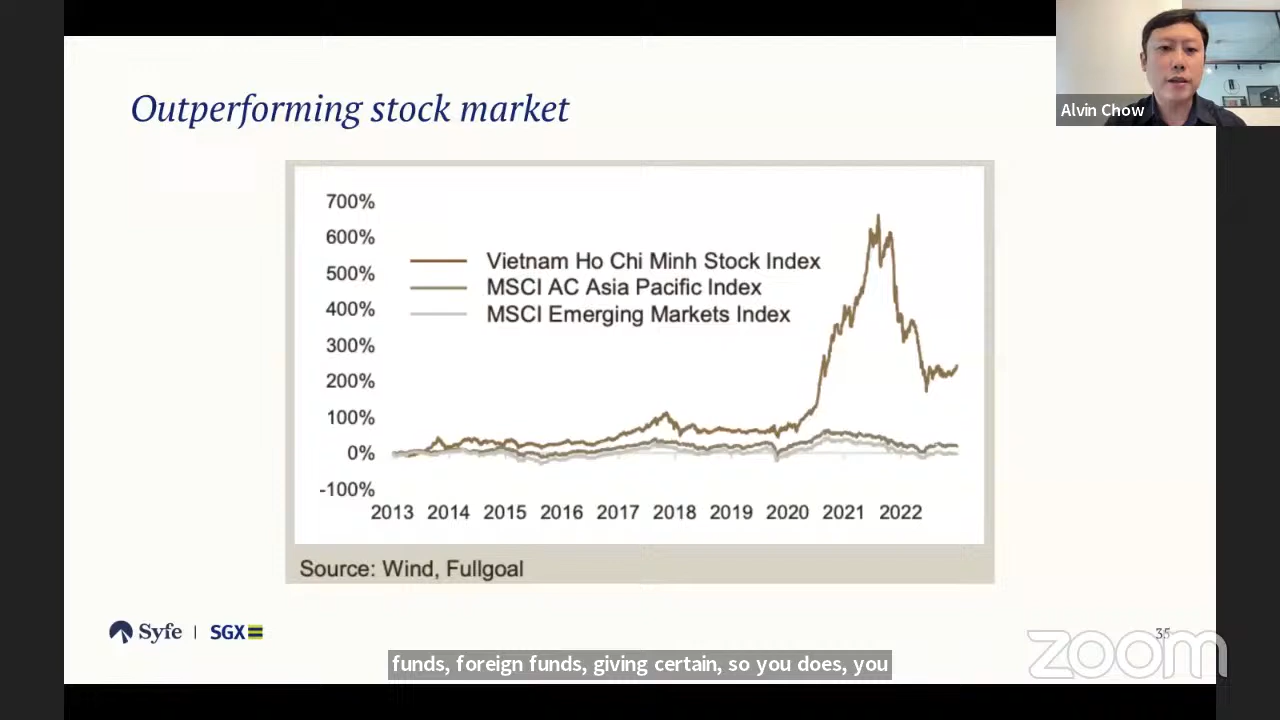 Outperforming stock market
Alvin Chow
700%
600%
500%
400%
300%
200%
100%
0%
-100%
Vietnam Ho Chi Minh Stock Index
MSCI AC Asia Pacific Index
MSCI Emerging Markets Index
2013 2014 2015 2016 2017 2018 2019 2020 2021 2022
Source: Wind, Fullgoal
Syfe | SGX
35
zoom
funds, foreign funds, giving certain, so you does, you